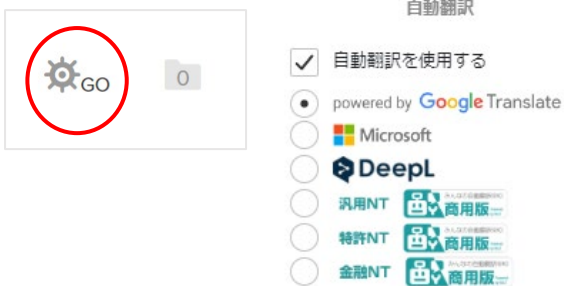 GO
0
自動翻訳
自動翻訳を使用する
powered by Google Translate
Microsoft
DeepL
汎用NT 商用版
特許NT 商用版
金融NT 商用版